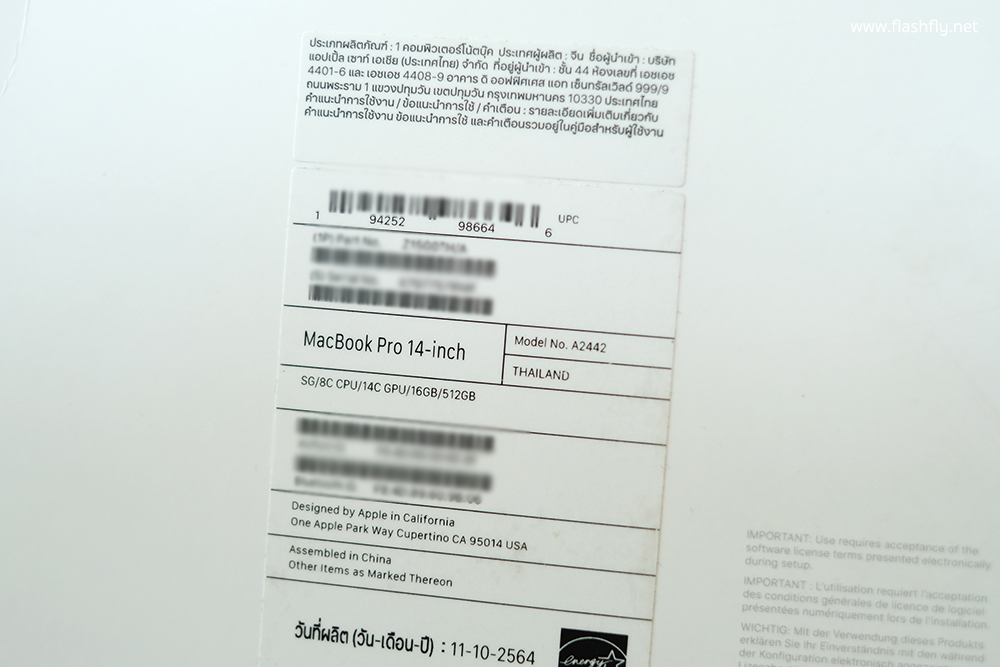 www.flashfly.net
ประเภทผลิตภัณฑ์ : 1 คอมพิวเตอร์โน้ตบุ๊ค ประเทศผู้ผลิต : จีน ชื่อผู้นำเข้า : บริษัท
แอปเปิ้ล เซาท์ เอเชีย (ประเทศไทย) จำกัด ที่อยู่ผู้นำเข้า : ชั้น 44 ห้องเลขที่ เอชเอช
4401-6 และ เอชเอช 4408-9 อาคาร ดิ ออฟฟิศเศส แอท เซ็นทรัลเวิลด์ 999/9
ถนนพระราม 1 แขวงปทุมวัน เขตปทุมวัน กรุงเทพมหานคร 10330 ประเทศไทย
คำแนะนำการใช้งาน / ข้อแนะนำการใช้ / คำเตือน : รายละเอียดเพิ่มเติมเกี่ยวกับ
คำแนะนำการใช้งาน ข้อแนะนำการใช้ และคำเตือนรวมอยู่ในคู่มือสำหรับผู้ใช้งาน
1 94252 98664 6 UPC
(1P) Part No.
(S) Serial No.
MacBook Pro 14-inch
Model No. A2442
THAILAND
SG/8C CPU/14C GPU/16GB/512GB
Designed by Apple in California
One Apple Park Way Cupertino CA 95014 USA
Assembled in China
Other Items as Marked Thereon
วันที่ผลิต (วัน-เดือน-ปี) : 11-10-2564
energy
IMPORTANT: Use requires acceptance of the
software license terms presented electronically
during setup.
IMPORTANT : L'utilisation requiert l'acceptation
des conditions générales de licence de logiciel
présentées numériquement lors de l'installation.
WICHTIG: Mit der Verwendung dieses Produkts
erklären Sie Ihr Einverständnis mit den während
der Konfiguration elektronisch